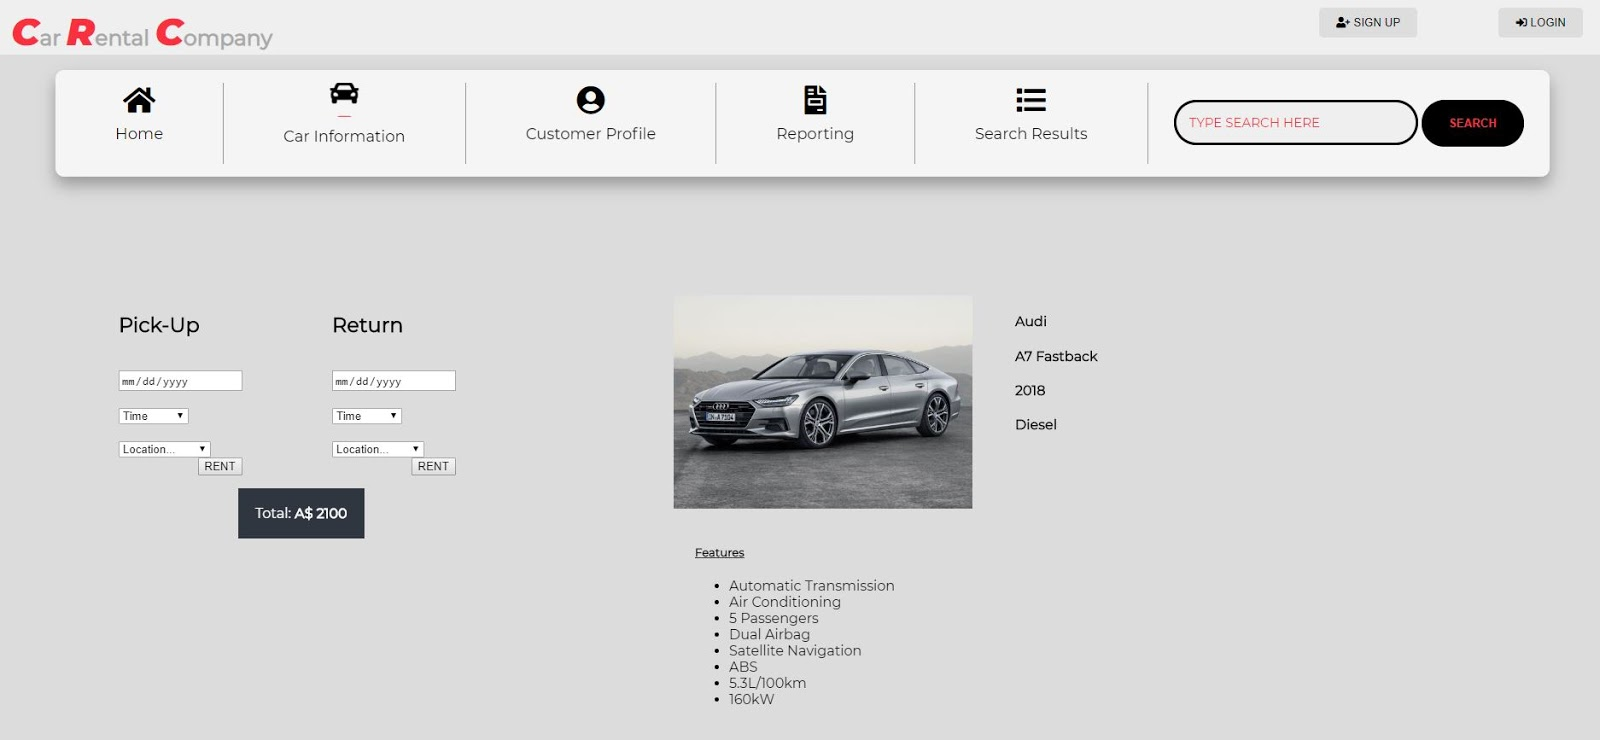 Car Rental Company
SIGN UP
LOGIN
Home
Car Information
Customer Profile
Reporting
Search Results
TYPE SEARCH HERE
SEARCH
Pick-Up
Return
mm/dd/yyyy
mm/dd/yyyy
Time
Time
Location...
Location...
RENT
RENT
Total: A$ 2100
Audi
A7 Fastback
2018
Diesel
Features
Automatic Transmission
Air Conditioning
5 Passengers
Dual Airbag
Satellite Navigation
ABS
5.3L/100km
160kW